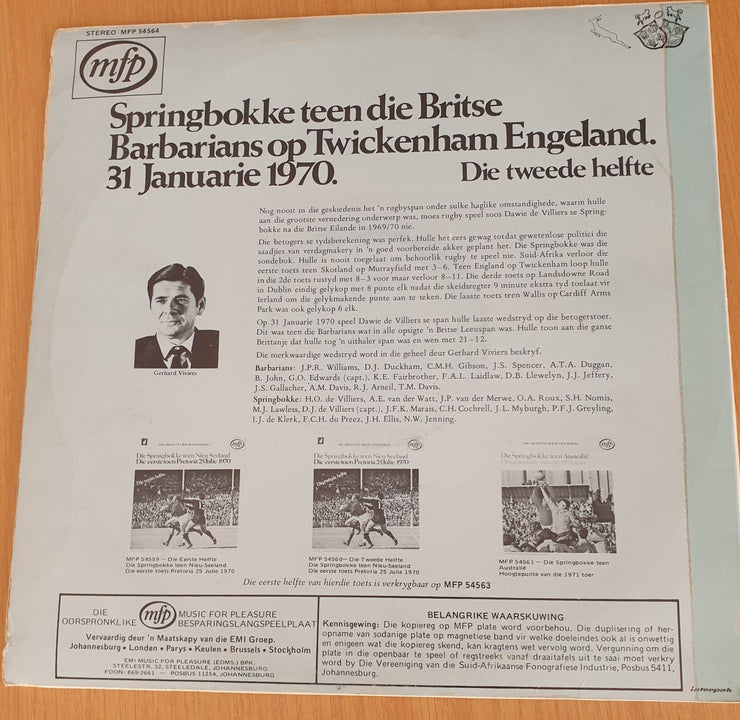 STEREO MFP 54564
mfp
Springbokke teen die Britse
Barbarians op Twickenham Engeland.
31 Januarie 1970.
Die tweede helfte
Nog nooit in die geskiedenis het 'n rugbyspan onder sulke haglike omstandighede, waarin hulle
aan die grootste vernedering onderwerp was, moes rugby speel soos Dawie de Villiers se Spring-
bokke na die Britse Eilande in 1969/70 nie.
Die betogers se tydsberekening was perfek. Hulle het eers gewag totdat gewetenlose politici die
saadjies van verdagmakery in 'n goed voorbereide akker geplant het. Die Springbokke was die
sondebok. Hulle is nooit toegelaat om behoorlik rugby te speel nie. Suid-Afrika verloor die
eerste toets teen Skotland op Murrayfield met 3–6. Teen England op Twickenham loop hulle
in die 2de toets rustyd met 8–3 voor maar verloor 8–11. Die derde toets op Landsdowne Road
in Dublin eindig gelykop met 8 punte elk nadat die skeidsregter 9 minute ekstra tyd toelaat vir
Ierland om die gelykmakende punte aan te teken. Die laaste toets teen Wallis op Cardiff Arms
Park was ook gelykop 6 elk.
Op 31 Januarie 1970 speel Dawie de Villiers se span hulle laaste wedstryd op die betogerstoer.
Dit was teen die Barbarians wat in alle opsigte 'n Britse Leeuspan was. Hulle toon aan die ganse
Brittanje dat hulle tog 'n uithaler span was en wen met 21–12.
Die merkwaardige wedstryd word in die geheel deur Gerhard Viviers beskryf.
Gerhard Viviers
Barbarians: J.P.R. Williams, D.J. Duckham, C.M.H. Gibson, J.S. Spencer, A.T.A. Duggan,
B. John, G.O. Edwards (capt.), K.E. Fairbrother, F.A.L. Laidlaw, D.B. Llewelyn, J.J. Jeffery,
J.S. Gallacher, A.M. Davis, R.J. Arneil, T.M. Davis.
Springbokke: H.O. de Villiers, A.E. van der Watt, J.P. van der Merwe, O.A. Roux, S.H. Nomis,
M.J. Lawless, D.J. de Villiers (capt.), J.F.K. Marais, C.H. Cochrell, J.L. Myburgh, P.F.J. Greyling,
I.J. de Klerk, F.C.H. du Preez, J.H. Ellis, N.W. Jenning.
mfp
Die Springbokke teen Nieu-Seeland
Die eerste toets Pretoria 25 Julie 1970
mfp
Die Springbokke teen Nieu-Seeland
Die eerste toets Pretoria 25 Julie 1970
mfp
Die Springbokke teen Australië
MFP 54559 — Die Eerste Helfte
Die Springbokke teen Nieu-Seeland
Die eerste toets Pretoria 25 Julie 1970
MFP 54560 — Die Tweede Helfte
Die Springbokke teen Nieu-Seeland
Die eerste toets Pretoria 25 Julie 1970
MFP 54561 — Die Springbokke teen
Australië
Hoogtepunte van die 1971 toer
Die eerste helfte van hierdie toets is verkrygbaar op MFP 54563
DIE OORSPRONKLIKE mfp MUSIC FOR PLEASURE BESPARINGSLANGSPEELPLAAT
Vervaardig deur 'n Maatskapy van die EMI Groep.
Johannesburg • Londen • Parys • Keulen • Brussels • Stockholm
EMI MUSIC FOR PLEASURE (EDMS.) BPK.
STEELESTR. 32, STEELEDALE, JOHANNESBURG
FOON: 869-2661 — POSBUS 11254, JOHANNESBURG
BELANGRIKE WAARSKUWING
Kennisgewing: Die kopiereg op MFP plate word voorbehou. Die duplisering of her-
opname van sodanige plate op magnetiese band vir welke doeleindes ook al is onwettig
en enigeen wat die kopiereg skend, kan kragtens wet vervolg word. Vergunning om die
plate in die openbaar te speel of regstreeks vanaf draaitafels uit te saai moet verkry
word by Die Vereeniging van die Suid-Afrikaanse Fonografiese Industrie, Posbus 5411,
Johannesburg.
interpak